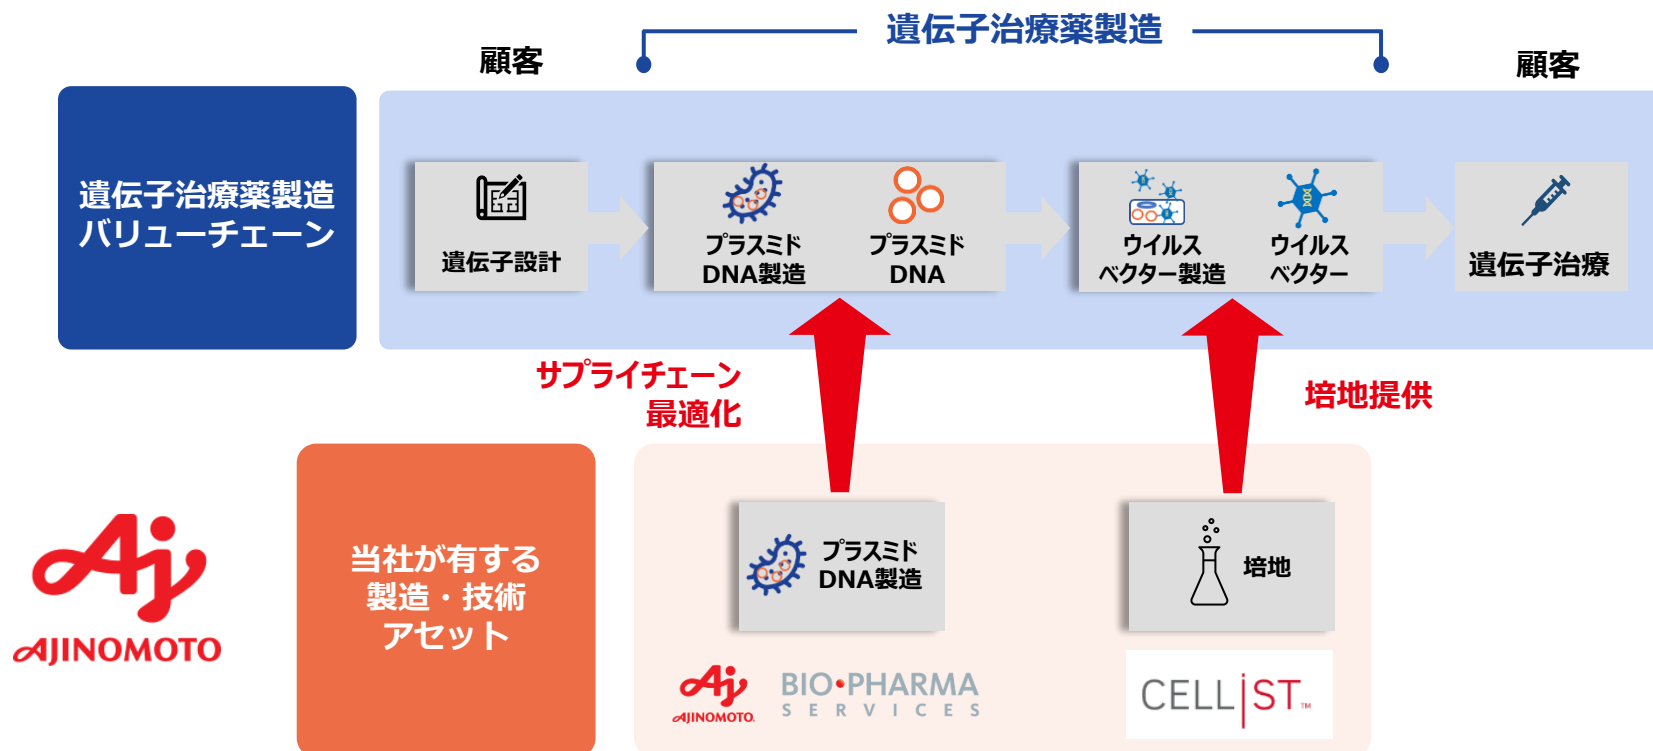 遺伝子治療薬製造
顧客
顧客
遺伝子治療薬製造
バリューチェーン
遺伝子設計
プラスミド
DNA製造
プラスミド
DNA
ウイルス
ベクター製造
ウイルス
ベクター
遺伝子治療
サプライチェーン
最適化
培地提供
AJINOMOTO
当社が有する
製造・技術
アセット
プラスミド
DNA製造
培地
AJINOMOTO.
BIO•PHARMA
SERVICES
CELLiST™